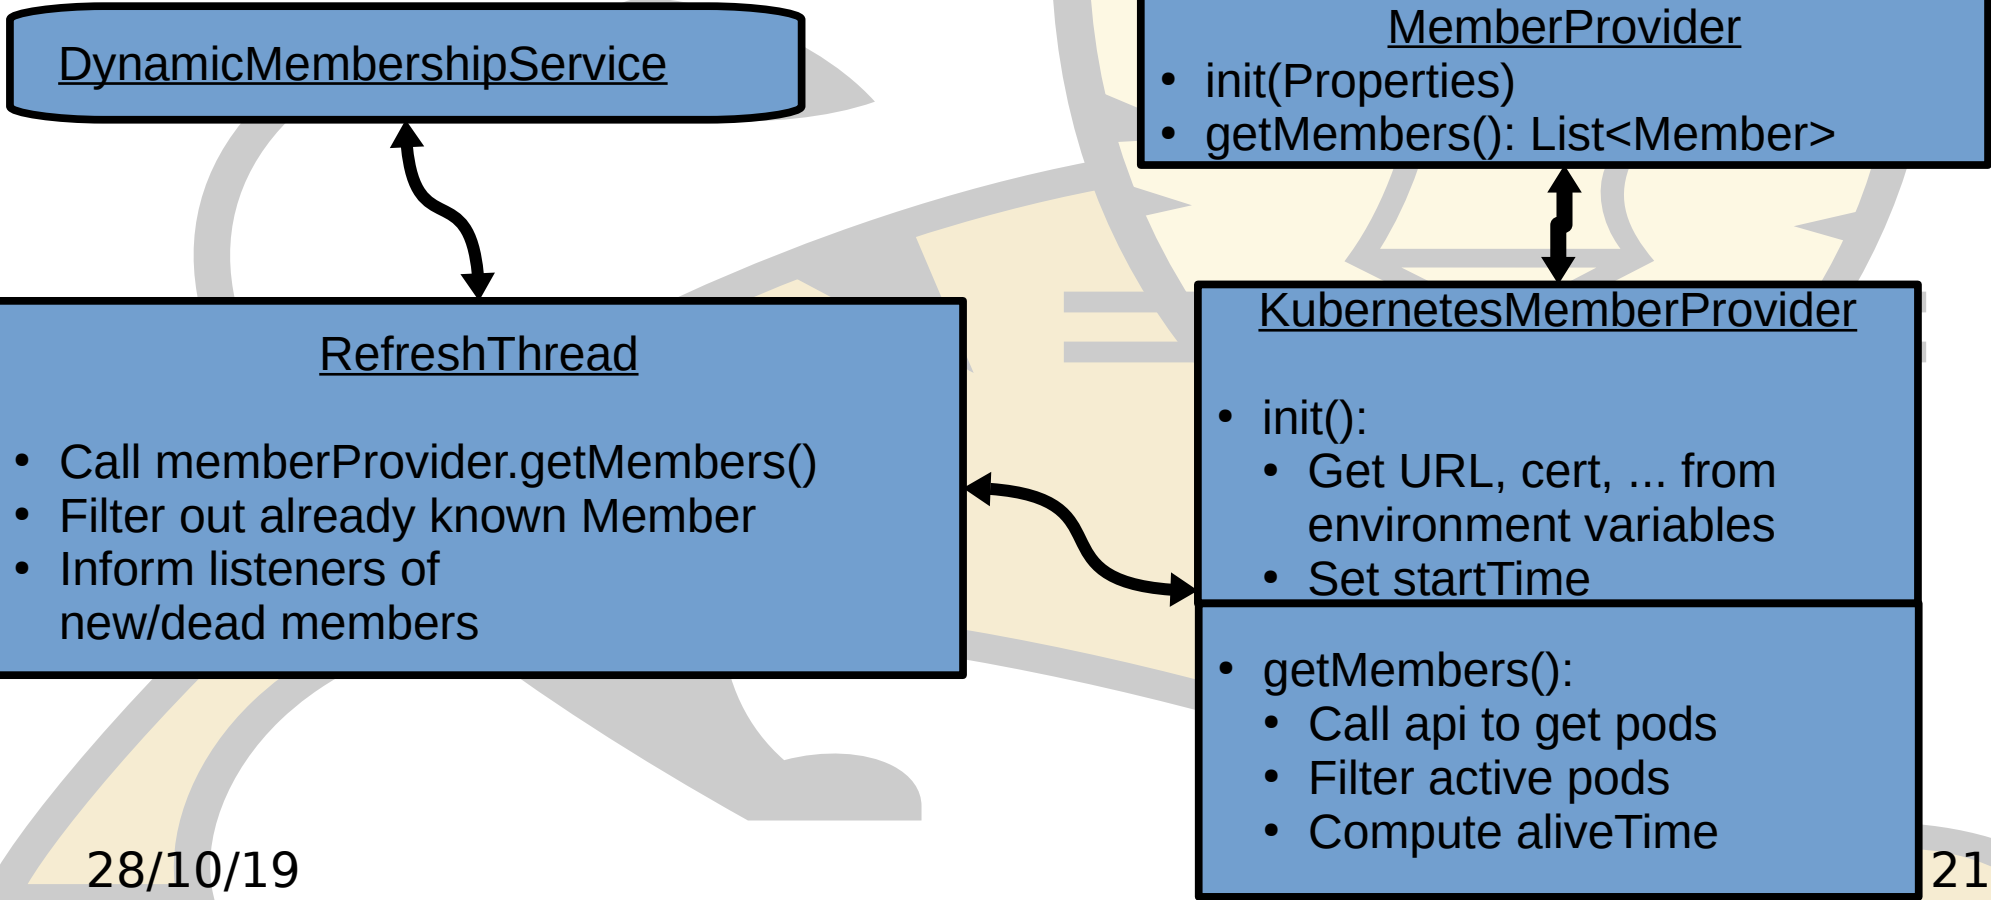 DynamicMembershipService
MemberProvider
• init(Properties)
• getMembers(): List<Member>
RefreshThread
• Call memberProvider.getMembers()
• Filter out already known Member
• Inform listeners of
new/dead members
KubernetesMemberProvider
• init():
• Get URL, cert, ... from
environment variables
• Set startTime
• getMembers():
• Call api to get pods
• Filter active pods
• Compute aliveTime
28/10/19
21